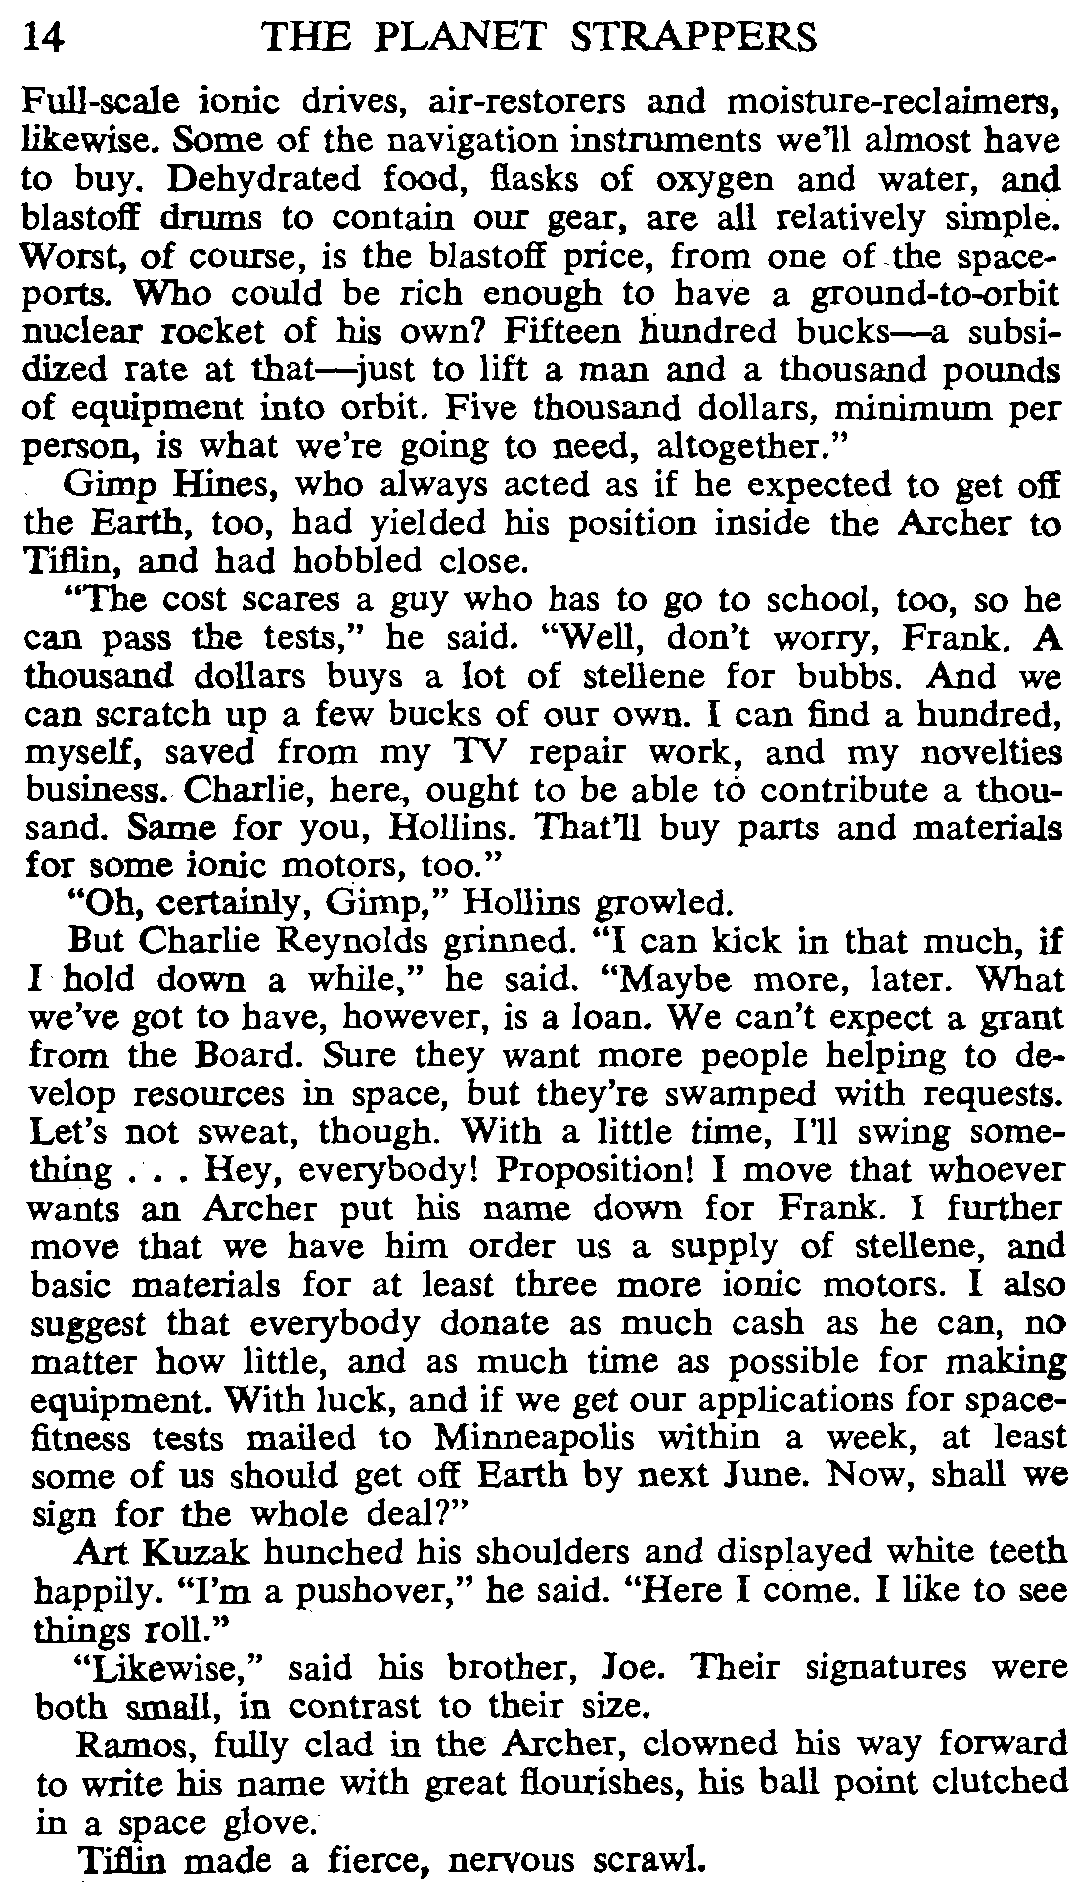 14 THE PLANET STRAPPERS
Full-scale ionic drives, air-restorers and moisture-reclaimers,
likewise. Some of the navigation instruments we'll almost have
to buy. Dehydrated food, flasks of oxygen and water, and
blastoff drums to contain our gear, are all relatively simple.
Worst, of course, is the blastoff price, from one of the space-
ports. Who could be rich enough to have a ground-to-orbit
nuclear rocket of his own? Fifteen hundred bucks—a subsi-
dized rate at that—just to lift a man and a thousand pounds
of equipment into orbit. Five thousand dollars, minimum per
person, is what we're going to need, altogether.”
Gimp Hines, who always acted as if he expected to get off
the Earth, too, had yielded his position inside the Archer to
Tiflin, and had hobbled close.
“The cost scares a guy who has to go to school, too, so he
can pass the tests,” he said. “Well, don't worry, Frank. A
thousand dollars buys a lot of stellene for bubbs. And we
can scratch up a few bucks of our own. I can find a hundred,
myself, saved from my TV repair work, and my novelties
business. Charlie, here, ought to be able to contribute a thou-
sand. Same for you, Hollins. That'll buy parts and materials
for some ionic motors, too.”
“Oh, certainly, Gimp,” Hollins growled.
But Charlie Reynolds grinned. “I can kick in that much, if
I hold down a while,” he said. “Maybe more, later. What
we've got to have, however, is a loan. We can't expect a grant
from the Board. Sure they want more people helping to de-
velop resources in space, but they're swamped with requests.
Let's not sweat, though. With a little time, I'll swing some-
thing . . . Hey, everybody! Proposition! I move that whoever
wants an Archer put his name down for Frank. I further
move that we have him order us a supply of stellene, and
basic materials for at least three more ionic motors. I also
suggest that everybody donate as much cash as he can, no
matter how little, and as much time as possible for making
equipment. With luck, and if we get our applications for space-
fitness tests mailed to Minneapolis within a week, at least
some of us should get off Earth by next June. Now, shall we
sign for the whole deal?”
Art Kuzak hunched his shoulders and displayed white teeth
happily. “I'm a pushover,” he said. “Here I come. I like to see
things roll.”
“Likewise,” said his brother, Joe. Their signatures were
both small, in contrast to their size.
Ramos, fully clad in the Archer, clowned his way forward
to write his name with great flourishes, his ball point clutched
in a space glove.
Tiflin made a fierce, nervous scrawl.